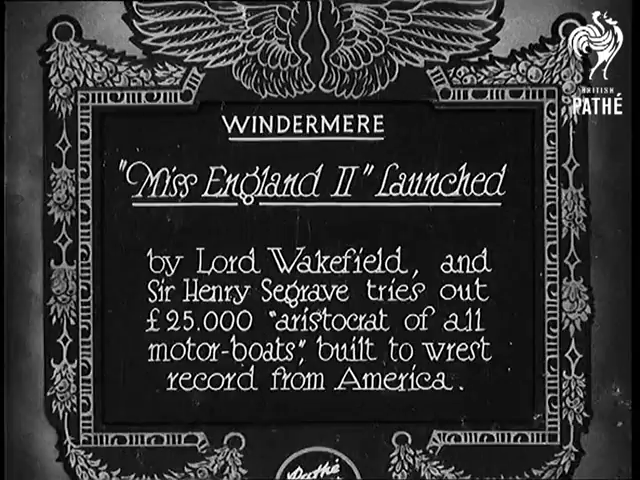 BRITISH
PATHÉ
WINDERMERE
"Miss England II" Launched
by Lord Wakefield, and
Sir Henry Segrave tries out
£25.000 "aristocrat of all
motor-boats", built to wrest
record from America.
Pathé